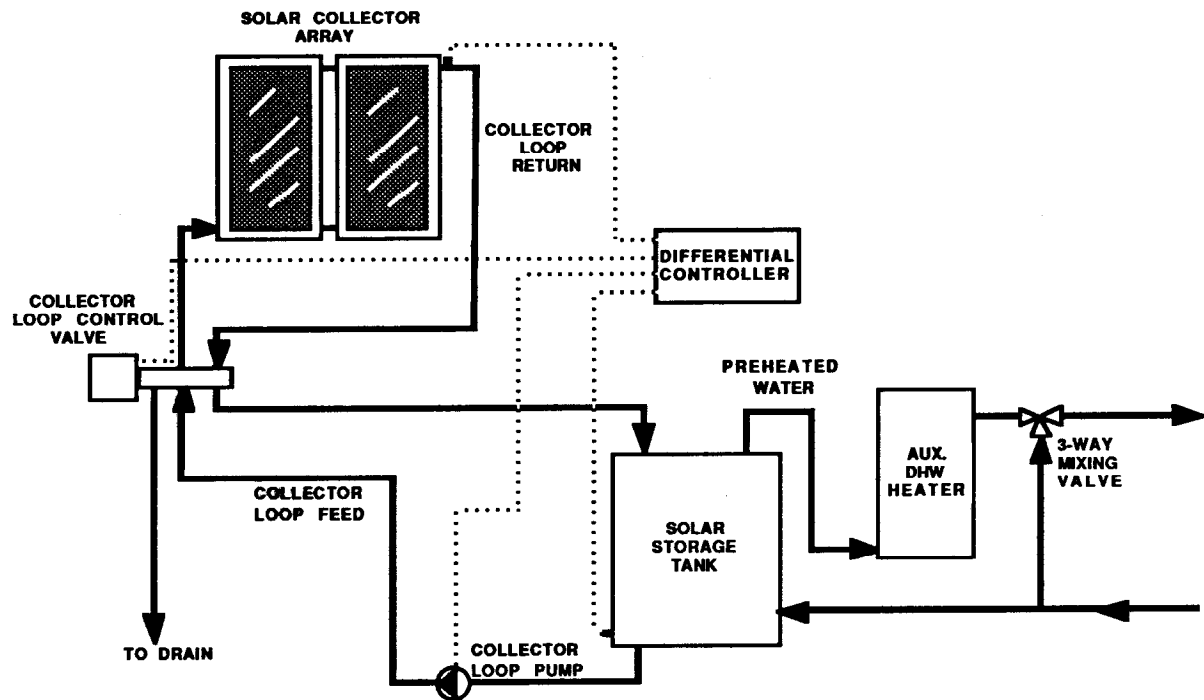 SOLAR COLLECTOR
ARRAY
COLLECTOR
LOOP
RETURN
DIFFERENTIAL
CONTROLLER
COLLECTOR
LOOP CONTROL
VALVE
PREHEATED
WATER
AUX.
DHW
HEATER
3-WAY
MIXING
VALVE
COLLECTOR
LOOP FEED
SOLAR
STORAGE
TANK
TO DRAIN
COLLECTOR
LOOP PUMP